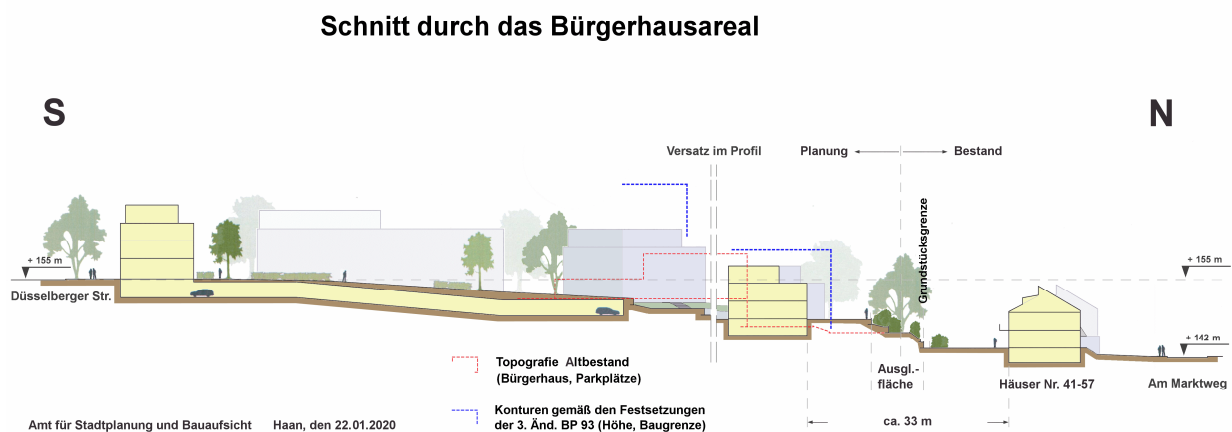 Schnitt durch das Bürgerhausareal
S
N
Versatz im Profil
Planung
Bestand
Grundstücksgrenze
+ 155 m
+ 155 m
Düsselberger Str.
+ 142 m
Topografie Altbestand
(Bürgerhaus, Parkplätze)
Ausgl.-
fläche
Häuser Nr. 41-57
Am Marktweg
Konturen gemäß den Festsetzungen
der 3. Änd. BP 93 (Höhe, Baugrenze)
Amt für Stadtplanung und Bauaufsicht Haan, den 22.01.2020
ca. 33 m